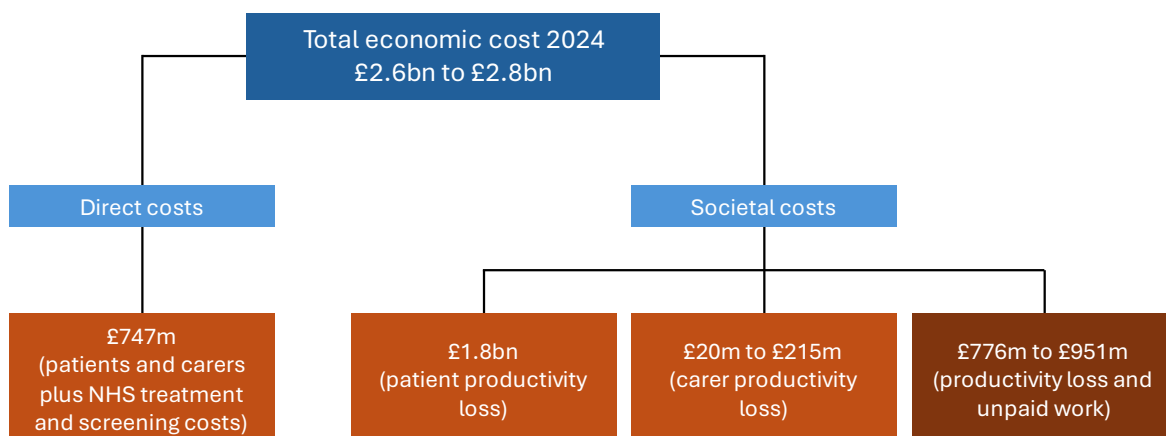 Total economic cost 2024
£2.6bn to £2.8bn
Direct costs
Societal costs
£747m
(patients and carers
plus NHS treatment
and screening costs)
£1.8bn
(patient productivity
loss)
£20m to £215m
(carer productivity
loss)
£776m to £951m
(productivity loss and
unpaid work)